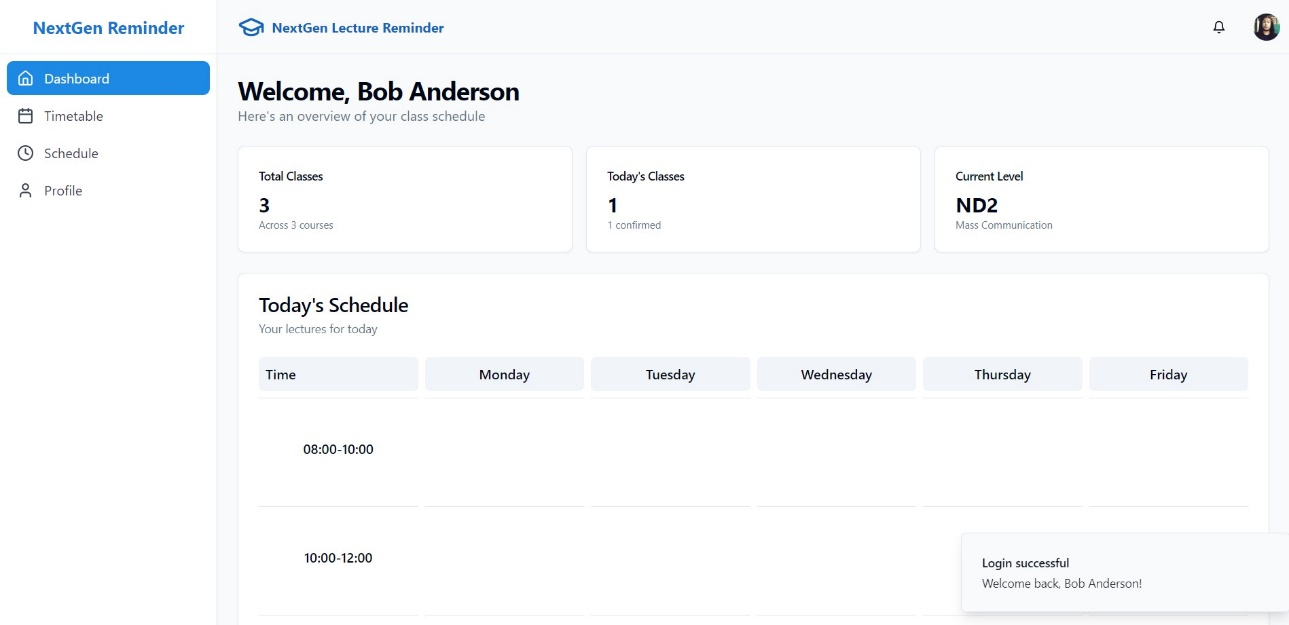 NextGen Reminder
NextGen Lecture Reminder
Dashboard
Timetable
Schedule
Profile
Welcome, Bob Anderson
Here's an overview of your class schedule
Total Classes
3
Across 3 courses
Today's Classes
1
1 confirmed
Current Level
ND2
Mass Communication
Today's Schedule
Your lectures for today
Time Monday Tuesday Wednesday Thursday Friday
08:00-10:00
10:00-12:00
Login successful
Welcome back, Bob Anderson!